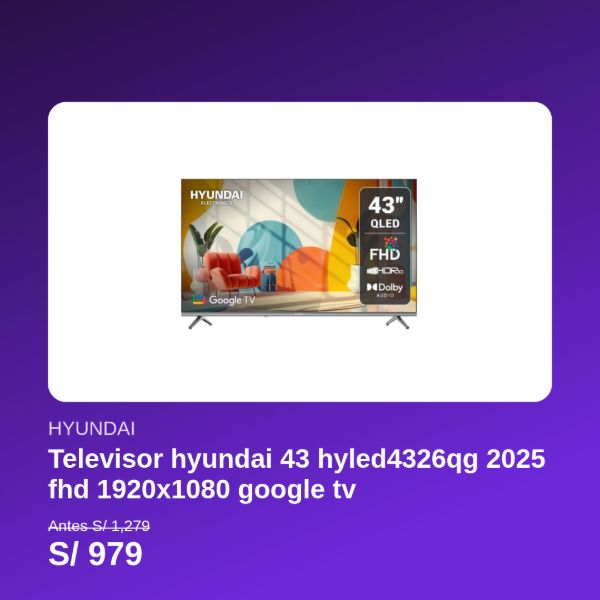 HYUNDAI
ELECTRONICS
43"
QLED
FHD
HDR10
Dolby
AUDIO
Google TV
HYUNDAI
Televisor hyundai 43 hyled4326qg 2025
fhd 1920x1080 google tv
Antes S/ 1,279
S/ 979